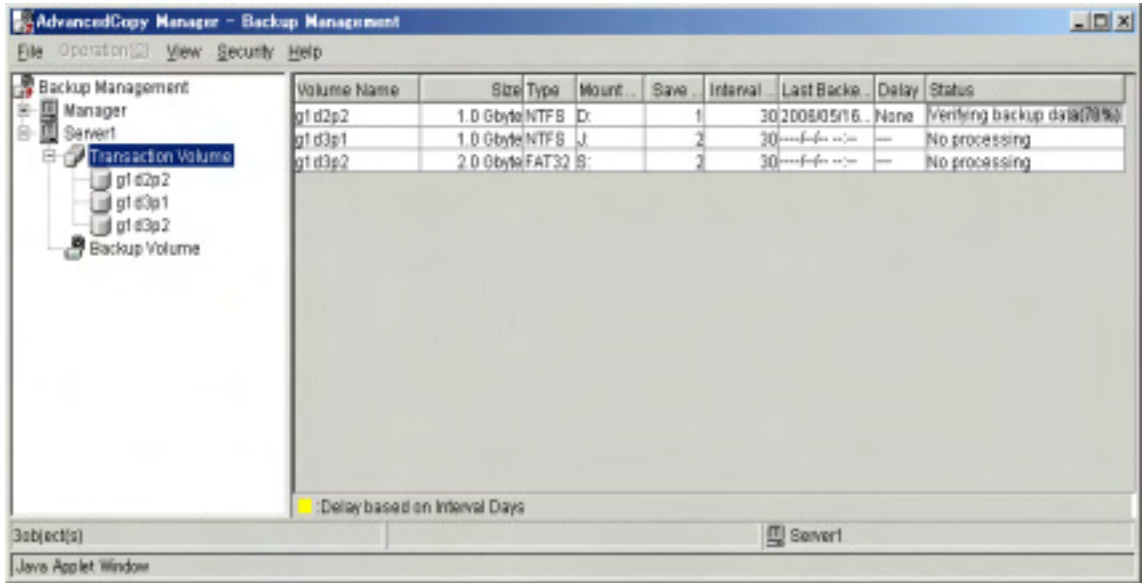 AdvancedCopy Manager - Backup Management
File Operation(O) View Security Help
Backup Management
Manager
Server1
Transaction Volume
g1d2p2
g1d3p1
g1d3p2
Backup Volume
Volume Name Size Type Mount ... Save ... Interval ... Last Backe... Delay Status
g1d2p2 1.0 Gbyte NTFS D: 1 30 2006/05/16... None Verifying backup data(78%)
g1d3p1 1.0 Gbyte NTFS J: 2 30 ----/--/-- --:-- ---- No processing
g1d3p2 2.0 Gbyte FAT32 S: 2 30 ----/--/-- --:-- ---- No processing
:Delay based on Interval Days
3object(s) Server1
Java Applet Window